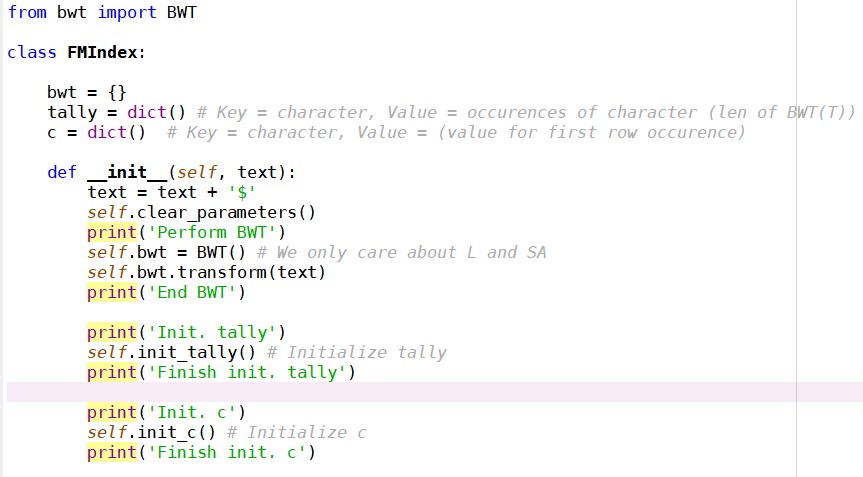 from bwt import BWT
class FMIndex:
bwt = {}
tally = dict() # Key = character, Value = occurences of character (len of BWT(T))
c = dict()  # Key = character, Value = (value for first row occurence)
def __init__(self, text):
text = text + '$'
self.clear_parameters()
print('Perform BWT')
self.bwt = BWT() # We only care about L and SA
self.bwt.transform(text)
print('End BWT')
print('Init. tally')
self.init_tally() # Initialize tally
print('Finish init. tally')
print('Init. c')
self.init_c() # Initialize c
print('Finish init. c')